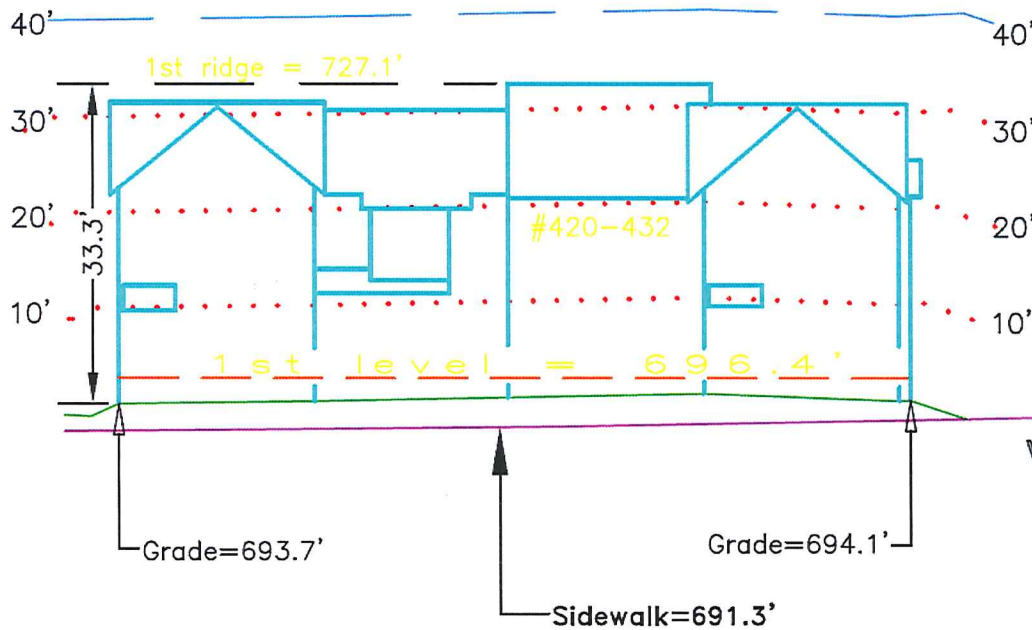 40'
40'
1st ridge = 727.1'
30'
30'
20'
20'
33.3'
#420-432
10'
10'
1st level = 696.4'
Grade=693.7'
Grade=694.1'
Sidewalk=691.3'